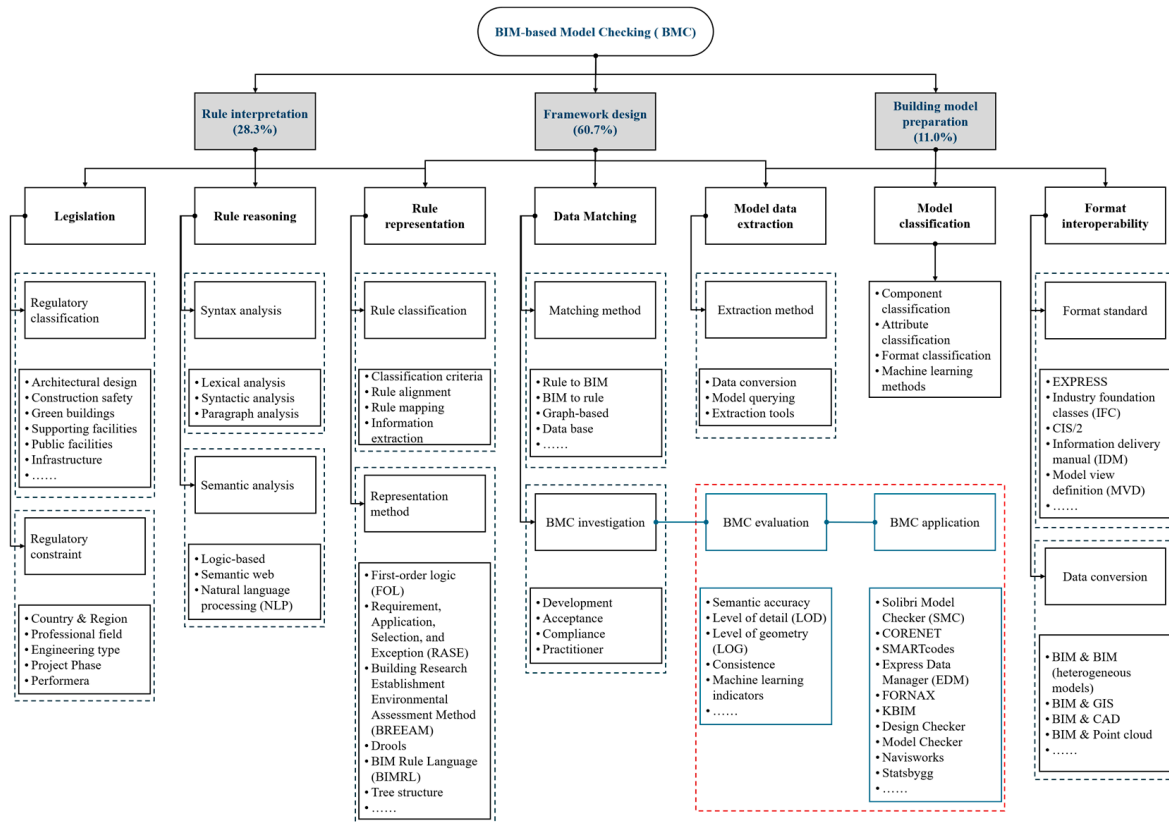 BIM-based Model Checking ( BMC)
Rule interpretation
(28.3%)
Framework design
(60.7%)
Building model
preparation
(11.0%)
Legislation
Rule reasoning
Rule
representation
Data Matching
Model data
extraction
Model
classification
Format
interoperability
Regulatory
classification
• Architectural design
• Construction safety
• Green buildings
• Supporting facilities
• Public facilities
• Infrastructure
• ……
Regulatory
constraint
• Country & Region
• Professional field
• Engineering type
• Project Phase
• Performera
Syntax analysis
• Lexical analysis
• Syntactic analysis
• Paragraph analysis
Semantic analysis
• Logic-based
• Semantic web
• Natural language
processing (NLP)
Rule classification
• Classification criteria
• Rule alignment
• Rule mapping
• Information
extraction
Representation
method
• First-order logic
(FOL)
• Requirement,
Application,
Selection, and
Exception (RASE)
• Building Research
Establishment
Environmental
Assessment Method
(BREEAM)
• Drools
• BIM Rule Language
(BIMRL)
• Tree structure
• ……
Matching method
• Rule to BIM
• BIM to rule
• Graph-based
• Data base
• ……
BMC investigation
• Development
• Acceptance
• Compliance
• Practitioner
Extraction method
• Data conversion
• Model querying
• Extraction tools
• ……
BMC evaluation
• Semantic accuracy
• Level of detail (LOD)
• Level of geometry
(LOG)
• Consistence
• Machine learning
indicators
• ……
• Component
classification
• Attribute
classification
• Format classification
• Machine learning
methods
BMC application
• Solibri Model
Checker (SMC)
• CORENET
• SMARTcodes
• Express Data
Manager (EDM)
• FORNAX
• KBIM
• Design Checker
• Model Checker
• Navisworks
• Statsbygg
• ……
Format standard
• EXPRESS
• Industry foundation
classes (IFC)
• CIS/2
• Information delivery
manual (IDM)
• Model view
definition (MVD)
• ……
Data conversion
• BIM & BIM
(heterogeneous
models)
• BIM & GIS
• BIM & CAD
• BIM & Point cloud
• ……